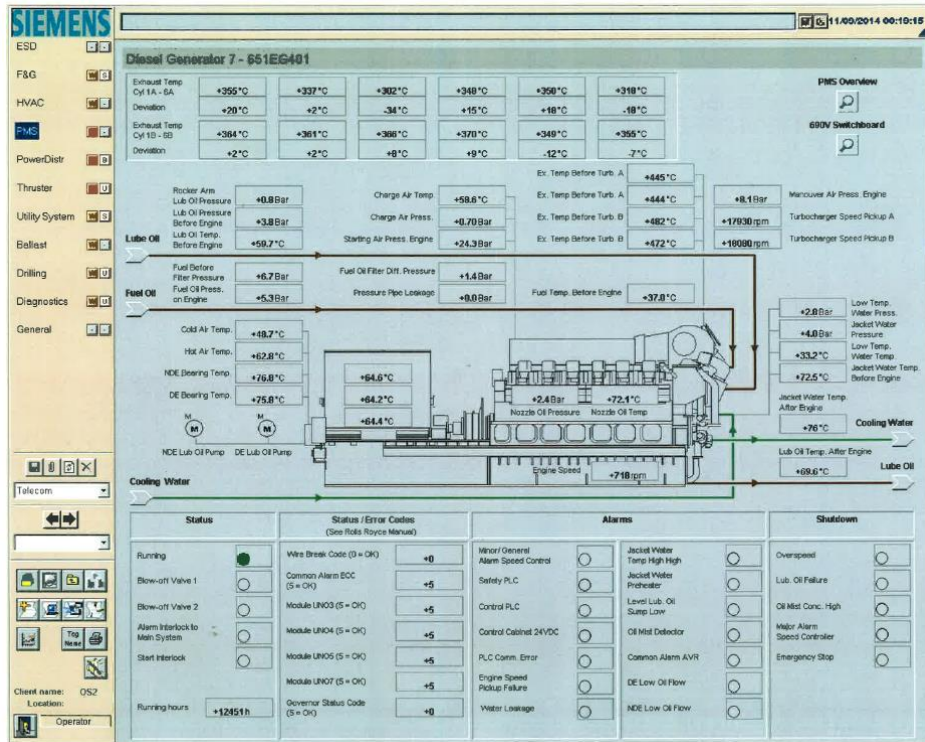 SIEMENS
11/09/2014 00:19:15
ESD
F&G
HVAC
PMS
PowerDistr
Thruster
Utility System
Ballast
Drilling
Diagnostics
General
Telecom
Tag Name
Client name: OS2
Location:
Operator
Diesel Generator 7 - 651EG401
Exhaust Temp Cyl 1A - 6A +355°C +337°C +302°C +348°C +350°C +318°C
Deviation +20°C +2°C -34°C +15°C +18°C -18°C
Exhaust Temp Cyl 1B - 6B +364°C +361°C +366°C +370°C +349°C +355°C
Deviation +2°C +2°C +8°C +9°C -12°C -7°C
PMS Overview
690V Switchboard
Rocker Arm Lub Oil Pressure +0.8Bar
Lub Oil Pressure Before Engine +3.8Bar
Lub Oil Temp. Before Engine +59.7°C
Lube Oil
Charge Air Temp. +58.6°C
Charge Air Press. +0.70Bar
Starting Air Press. Engine +24.3Bar
Ex. Temp Before Turb. A +445°C
Ex. Temp Before Turb. A +444°C
Ex. Temp Before Turb. B +482°C
Ex. Temp Before Turb. B +472°C
+8.1Bar Manouver Air Press. Engine
+17930rpm Turbocharger Speed Pickup A
+18080rpm Turbocharger Speed Pickup B
Fuel Before Filter Pressure +6.7Bar
Fuel Oil Press. on Engine +5.3Bar
Fuel Oil
Fuel Oil Filter Diff. Pressure +1.4Bar
Pressure Pipe Leakage +0.0Bar
Fuel Temp. Before Engine +37.0°C
Cold Air Temp. +48.7°C
Hot Air Temp. +62.8°C
NDE Bearing Temp. +76.8°C
DE Bearing Temp. +75.8°C
+64.6°C
+64.2°C
+64.4°C
M M
M M
NDE Lub Oil Pump DE Lub Oil Pump
+2.4Bar +72.1°C
Nozzle Oil Pressure Nozzle Oil Temp
Engine Speed +718rpm
+2.8Bar Low Temp. Water Press.
+4.0Bar Jacket Water Pressure
+33.2°C Low Temp. Water Temp.
+72.5°C Jacket Water Temp Before Engine
Jacket Water Temp. After Engine
+76°C Cooling Water
Lub Oil Temp. After Engine
+69.6°C Lube Oil
Cooling Water
Status
Running
Blow-off Valve 1
Blow-off Valve 2
Alarm Interlock to Main System
Start Interlock
Running hours +12451h
Status / Error Codes
(See Rolls Royce Manual)
Wire Break Code (0 = OK) +0
Common Alarm ECC (5 = OK) +5
Module UNO3 (5 = OK) +5
Module UNO4 (5 = OK) +5
Module UNO5 (5 = OK) +5
Module UNO7 (5 = OK) +5
Governor Status Code (5 = OK) +0
Alarms
Minor/General Alarm Speed Control
Safety PLC
Control PLC
Control Cabinet 24VDC
PLC Comm. Error
Engine Speed Pickup Failure
Water Leakage
Jacket Water Temp High High
Jacket Water Preheater
Level Lub. Oil Sump Low
Oil Mist Detector
Common Alarm AVR
DE Low Oil Flow
NDE Low Oil Flow
Shutdown
Overspeed
Lub. Oil Failure
Oil Mist Conc. High
Major Alarm Speed Controller
Emergency Stop